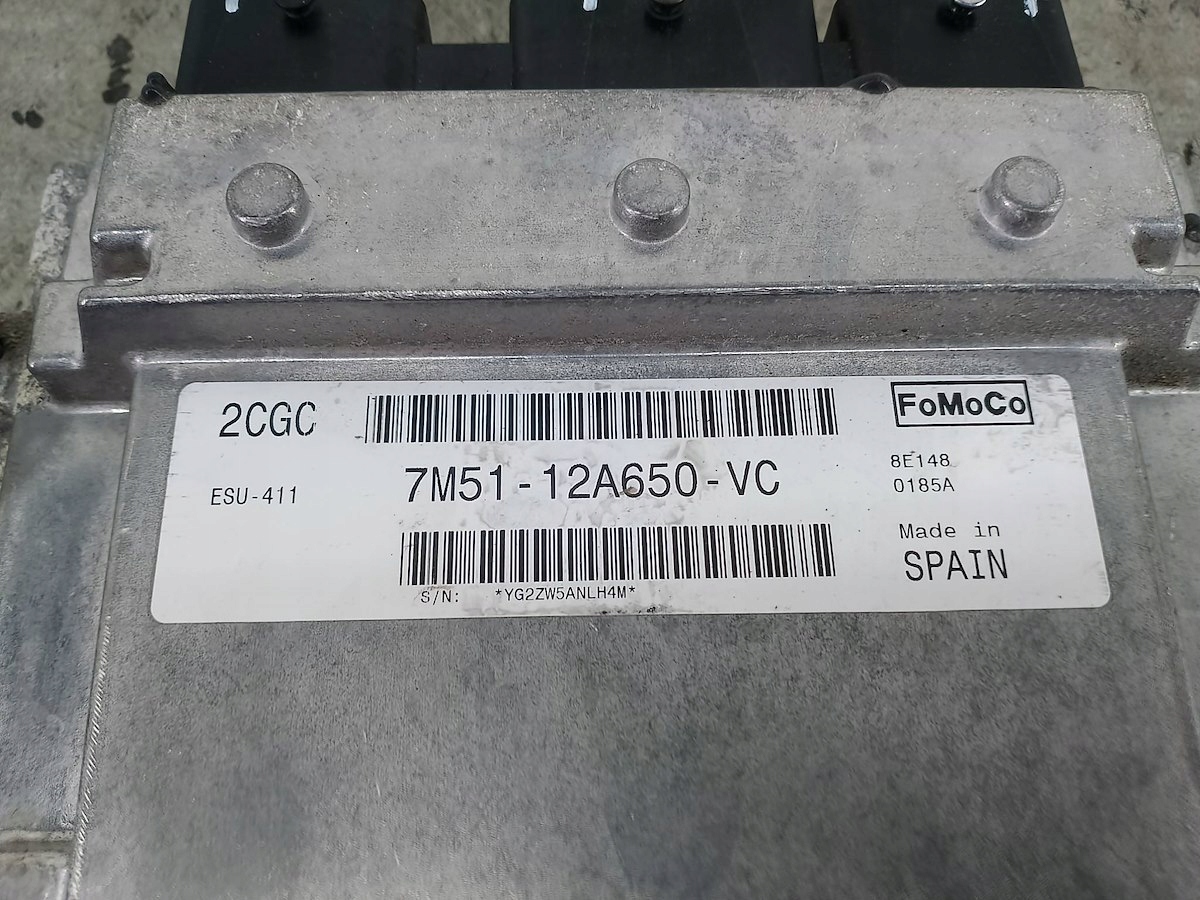 2CGC
FoMoCo
7M51-12A650-VC
8E148
0185A
ESU-411
Made in
SPAIN
S/N: *YG2ZW5ANLH4M*